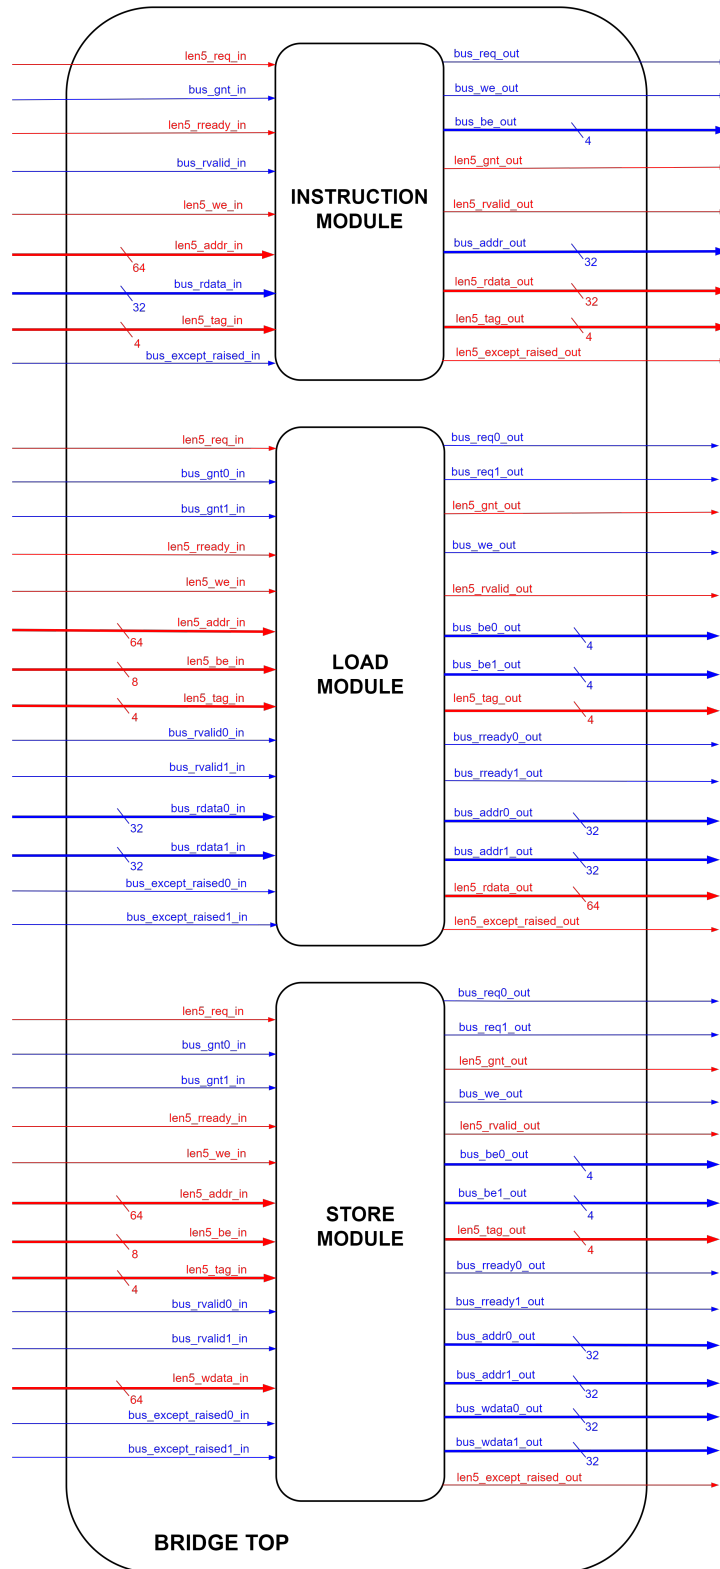 len5_req_in
bus_gnt_in
len5_rready_in
bus_rvalid_in
len5_we_in
len5_addr_in
64
bus_rdata_in
32
len5_tag_in
4
bus_except_raised_in
INSTRUCTION
MODULE
bus_req_out
bus_we_out
bus_be_out
4
len5_gnt_out
len5_rvalid_out
bus_addr_out
32
len5_rdata_out
32
len5_tag_out
4
len5_except_raised_out
len5_req_in
bus_gnt0_in
bus_gnt1_in
len5_rready_in
len5_we_in
len5_addr_in
64
len5_be_in
8
len5_tag_in
4
bus_rvalid0_in
bus_rvalid1_in
bus_rdata0_in
32
bus_rdata1_in
32
bus_except_raised0_in
bus_except_raised1_in
LOAD
MODULE
bus_req0_out
bus_req1_out
len5_gnt_out
bus_we_out
len5_rvalid_out
bus_be0_out
4
bus_be1_out
4
len5_tag_out
4
bus_rready0_out
bus_rready1_out
bus_addr0_out
32
bus_addr1_out
32
len5_rdata_out
64
len5_except_raised_out
len5_req_in
bus_gnt0_in
bus_gnt1_in
len5_rready_in
len5_we_in
len5_addr_in
64
len5_be_in
8
len5_tag_in
4
bus_rvalid0_in
bus_rvalid1_in
len5_wdata_in
64
bus_except_raised0_in
bus_except_raised1_in
STORE
MODULE
bus_req0_out
bus_req1_out
len5_gnt_out
bus_we_out
len5_rvalid_out
bus_be0_out
4
bus_be1_out
4
len5_tag_out
4
bus_rready0_out
bus_rready1_out
bus_addr0_out
32
bus_addr1_out
32
bus_wdata0_out
32
bus_wdata1_out
32
len5_except_raised_out
BRIDGE TOP